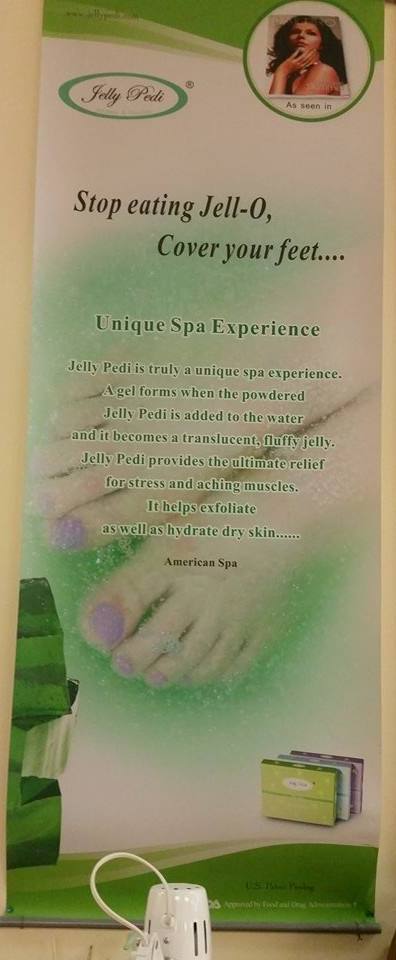 www.jellypedi.com
As seen in
Jelly Pedi ®
Stop eating Jell-O,
Cover your feet....
Unique Spa Experience
Jelly Pedi is truly a unique spa experience.
A gel forms when the powdered
Jelly Pedi is added to the water
and it becomes a translucent, fluffy jelly.
Jelly Pedi provides the ultimate relief
for stress and aching muscles.
It helps exfoliate
as well as hydrate dry skin......
American Spa
Jelly Pedi
U.S. Patent Pending
Approved by Food and Drug Administration